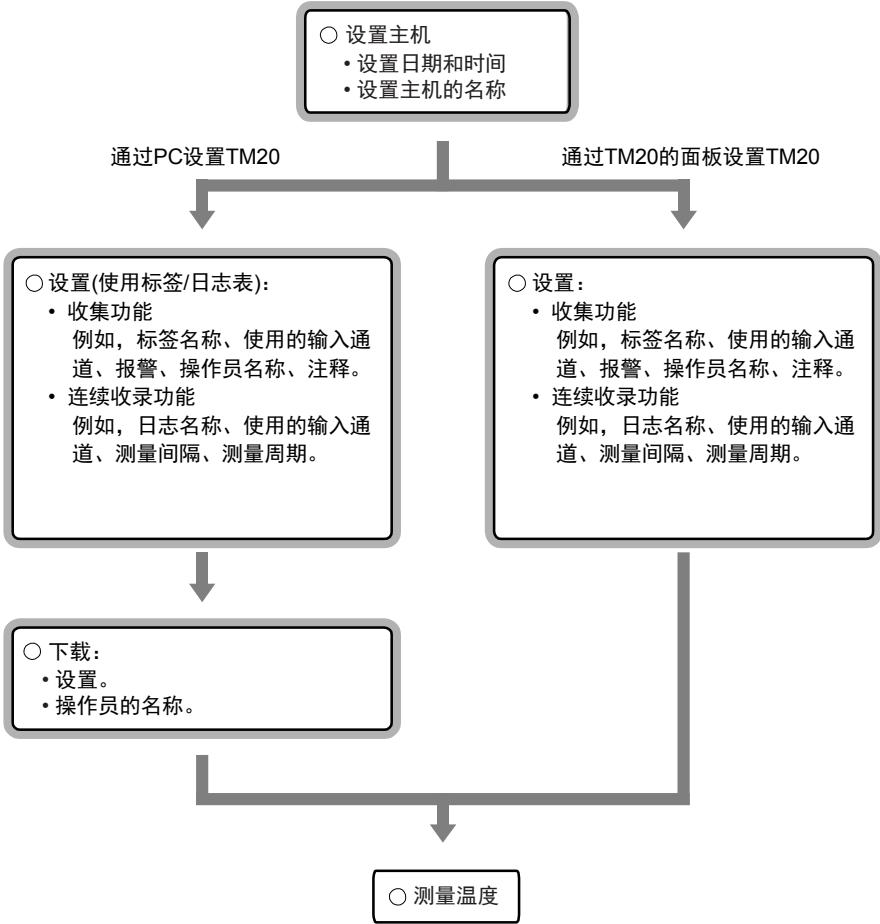 ○ 设置主机
• 设置日期和时间
• 设置主机的名称
通过PC设置TM20
通过TM20的面板设置TM20
○ 设置(使用标签/日志表)：
• 收集功能
例如，标签名称、使用的输入通
道、报警、操作员名称、注释。
• 连续收录功能
例如，日志名称、使用的输入通
道、测量间隔、测量周期。
○ 设置：
• 收集功能
例如，标签名称、使用的输入通
道、报警、操作员名称、注释。
• 连续收录功能
例如，日志名称、使用的输入通
道、测量间隔、测量周期。
○ 下载：
• 设置。
• 操作员的名称。
○ 测量温度